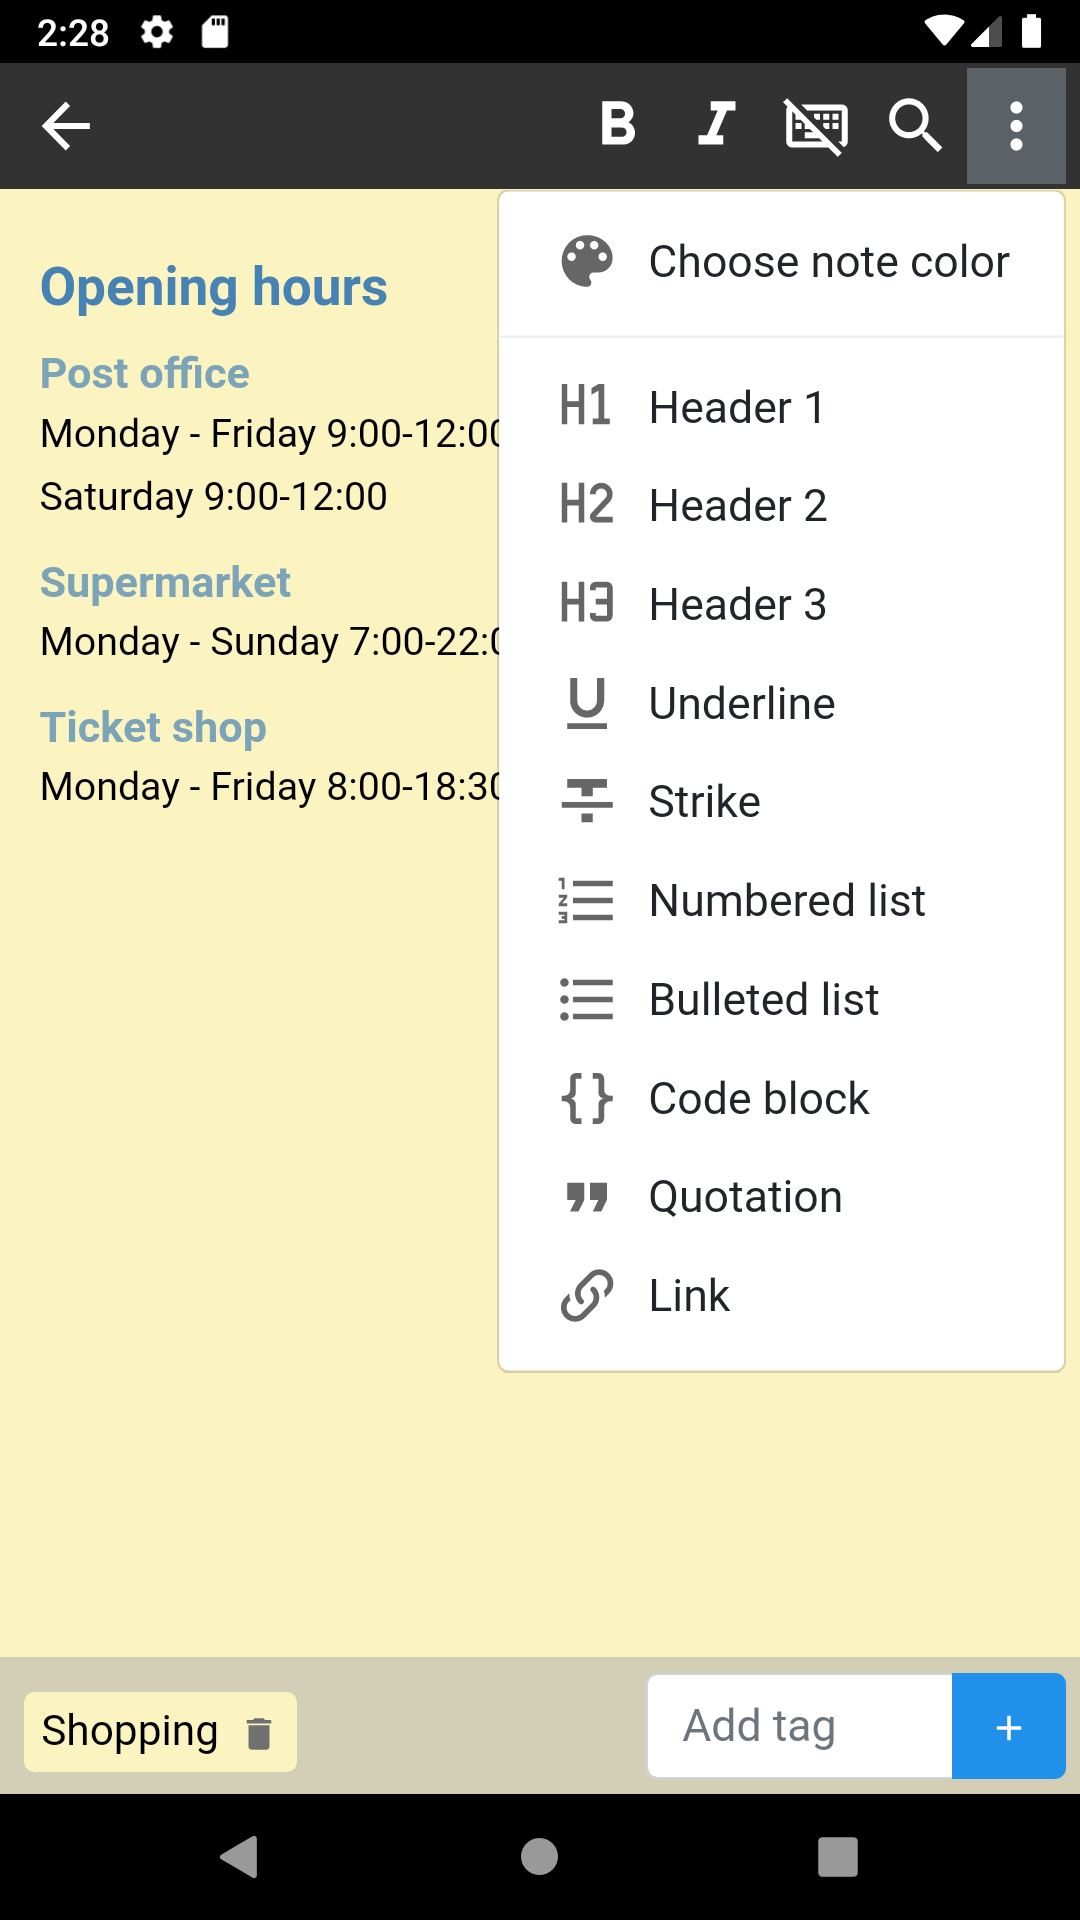 2:28
B I
Opening hours
Post office
Monday - Friday 9:00-12:00
Saturday 9:00-12:00
Supermarket
Monday - Sunday 7:00-22:0
Ticket shop
Monday - Friday 8:00-18:30
Choose note color
H1 Header 1
H2 Header 2
H3 Header 3
U Underline
Strike
Numbered list
Bulleted list
{} Code block
Quotation
Link
Shopping
Add tag +